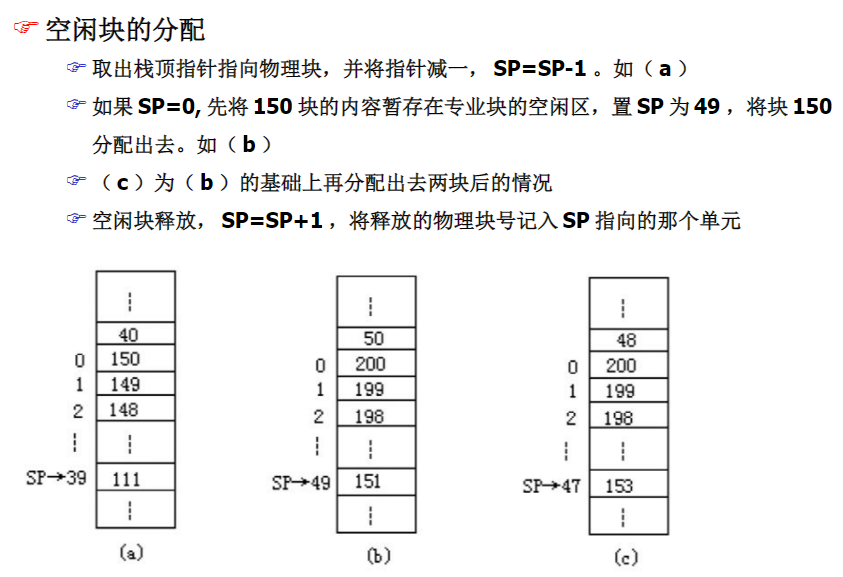 空闲块的分配
取出栈顶指针指向物理块，并将指针减一， SP=SP-1 。如（ a ）
如果 SP=0, 先将 150 块的内容暂存在专业块的空闲区，置 SP 为 49 ，将块 150
分配出去。如（ b ）
（ c ）为（ b ）的基础上再分配出去两块后的情况
空闲块释放， SP=SP+1 ，将释放的物理块号记入 SP 指向的那个单元
40
0 150
1 149
2 148
SP→39 111
(a)
50
0 200
1 199
2 198
SP→49 151
(b)
48
0 200
1 199
2 198
SP→47 153
(c)